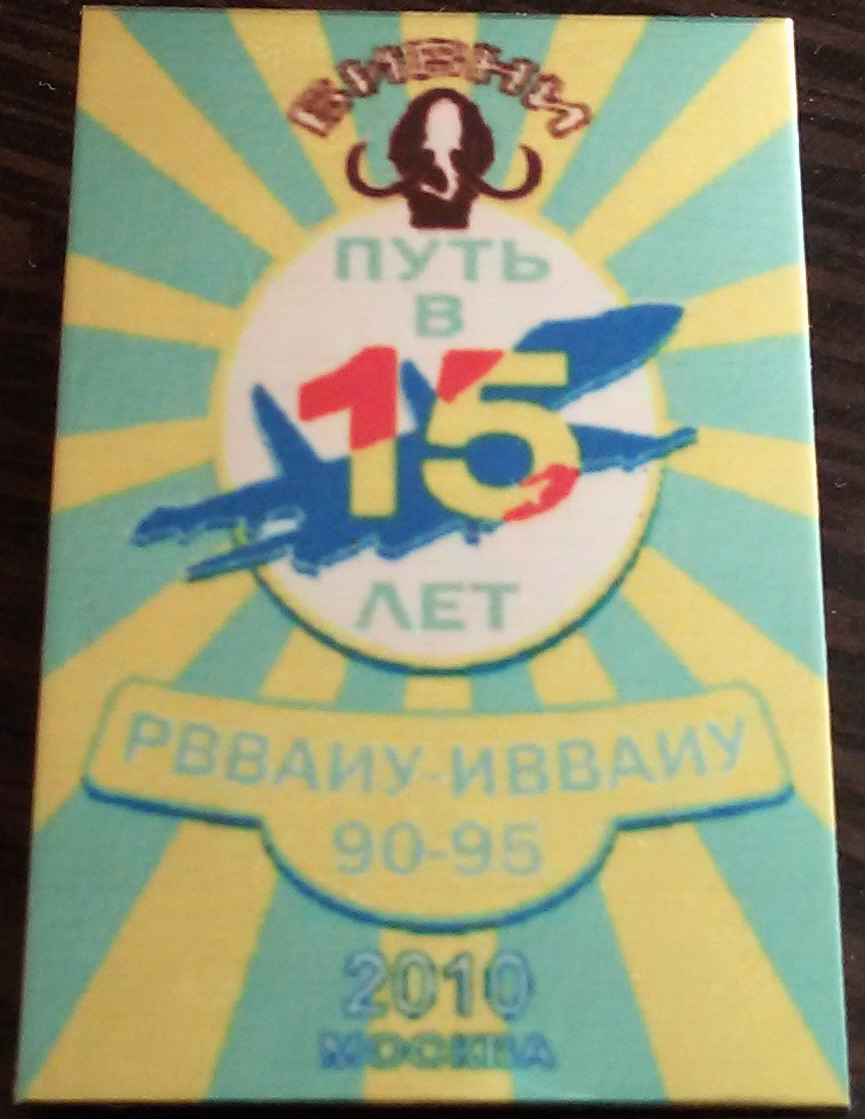 БИВНИ
ПУТЬ
В
15
ЛЕТ
РВВАИУ-ИВВАИУ
90-95
2010
МОСКВА